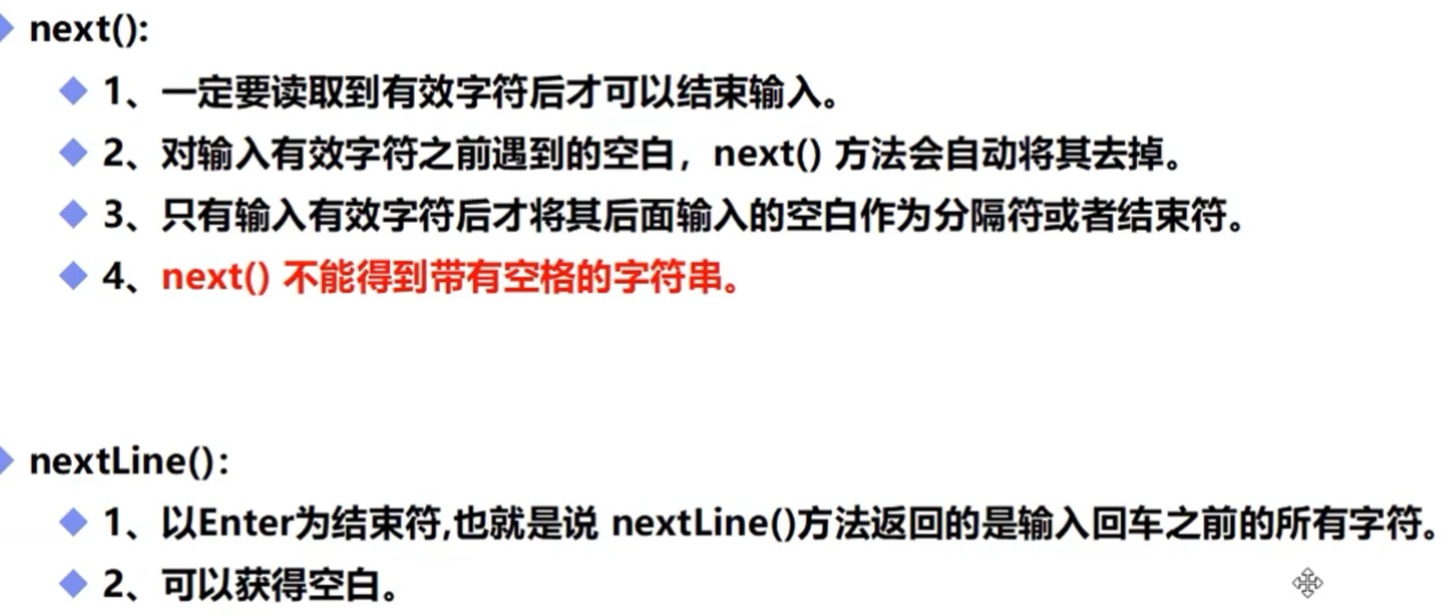 next():
1、一定要读取到有效字符后才可以结束输入。
2、对输入有效字符之前遇到的空白，next() 方法会自动将其去掉。
3、只有输入有效字符后才将其后面输入的空白作为分隔符或者结束符。
4、next() 不能得到带有空格的字符串。
nextLine():
1、以Enter为结束符,也就是说 nextLine()方法返回的是输入回车之前的所有字符。
2、可以获得空白。